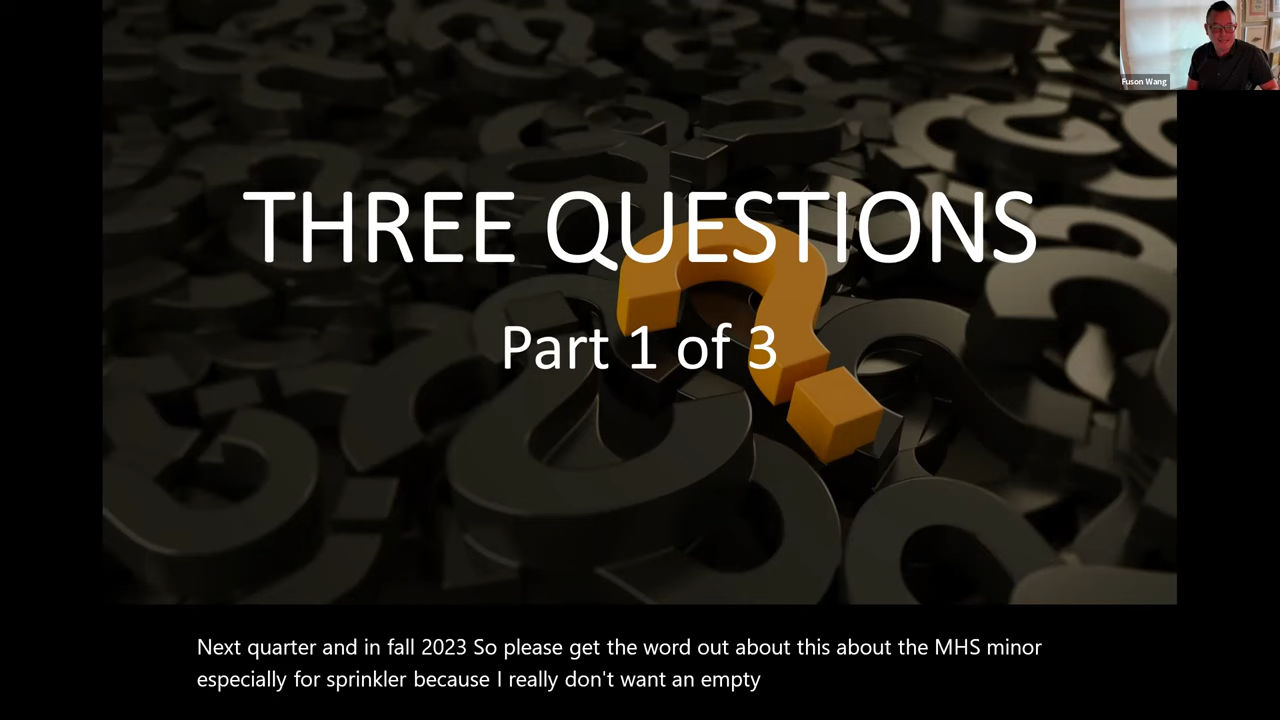 Fuson Wang
THREE QUESTIONS
Part 1 of 3
Next quarter and in fall 2023 So please get the word out about this about the MHS minor
especially for sprinkler because I really don't want an empty